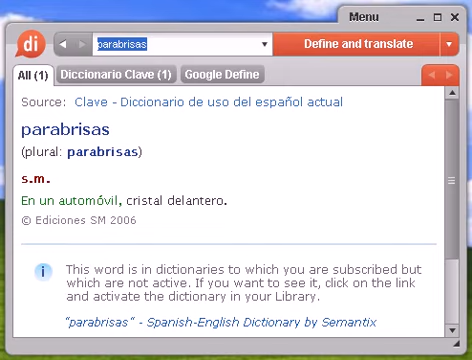 Menu
di
parabrisas
Define and translate
All (1)
Diccionario Clave (1)
Google Define
Source: Clave - Diccionario de uso del español actual
parabrisas
(plural: parabrisas)
s.m.
En un automóvil, cristal delantero.
© Ediciones SM 2006
i
This word is in dictionaries to which you are subscribed but
which are not active. If you want to see it, click on the link
and activate the dictionary in your Library.
"parabrisas" - Spanish-English Dictionary by Semantix